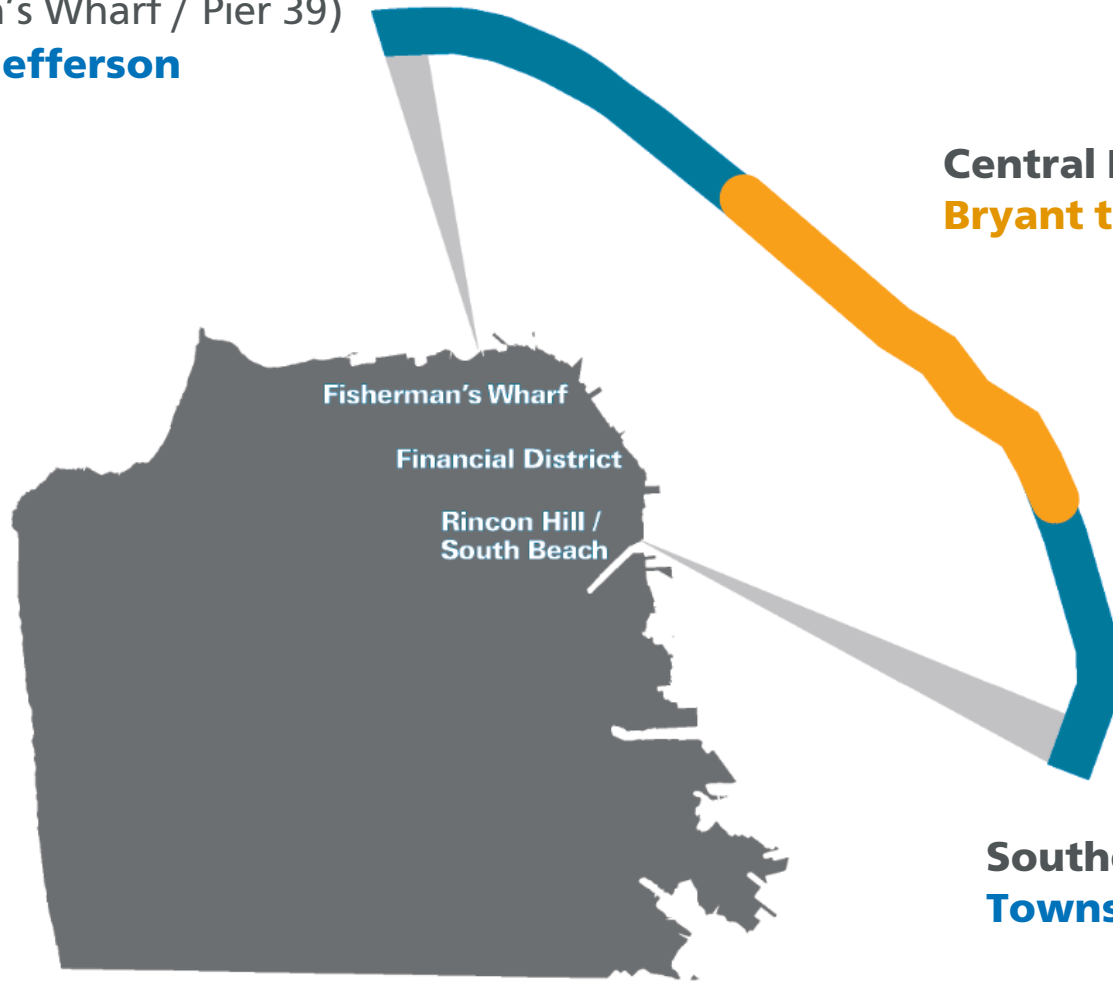 's Wharf / Pier 39)
efferson
Central
Bryant t
Fisherman's Wharf
Financial District
Rincon Hill /
South Beach
South
Towns